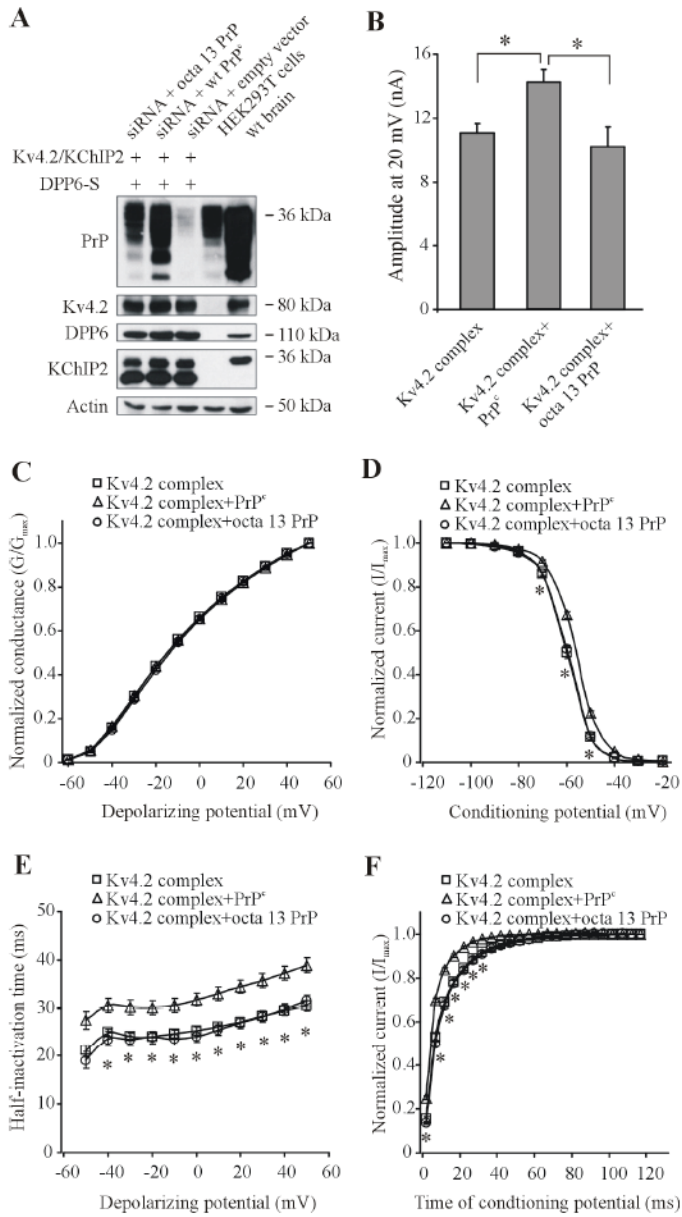 A
siRNA + octa 13 PrP
siRNA + wt PrPᶜ
siRNA + empty vector
HEK293T cells
wt brain
Kv4.2/KChIP2 + + +
DPP6-S + + +
PrP
– 36 kDa
Kv4.2
– 80 kDa
DPP6
– 110 kDa
KChIP2
– 36 kDa
Actin
– 50 kDa
B
Amplitude at 20 mV (nA)
16
12
8
4
0
* *
Kv4.2 complex
Kv4.2 complex+
PrPᶜ
Kv4.2 complex+
octa 13 PrP
C
Kv4.2 complex
Kv4.2 complex+PrPᶜ
Kv4.2 complex+octa 13 PrP
Normalized conductance (G/Gmax)
1.0
0.8
0.6
0.4
0.2
0
-60 -40 -20 0 20 40 60
Depolarizing potential (mV)
D
Kv4.2 complex
Kv4.2 complex+PrPᶜ
Kv4.2 complex+octa 13 PrP
Normalized current (I/Imax)
1.0
0.8
0.6
0.4
0.2
0
* * *
-110 -100 -80 -60 -40 -20
Conditioning potential (mV)
E
Kv4.2 complex
Kv4.2 complex+PrPᶜ
Kv4.2 complex+octa 13 PrP
Half-inactivation time (ms)
50
40
30
20
15
0
* * * * * * * * * *
-60 -40 -20 0 20 40 60
Depolarizing potential (mV)
F
Kv4.2 complex
Kv4.2 complex+PrPᶜ
Kv4.2 complex+octa 13 PrP
Normalized current (I/Imax)
1.0
0.8
0.6
0.4
0.2
0
* * * * * * *
0 20 40 60 80 100 120
Time of condtioning potential (ms)